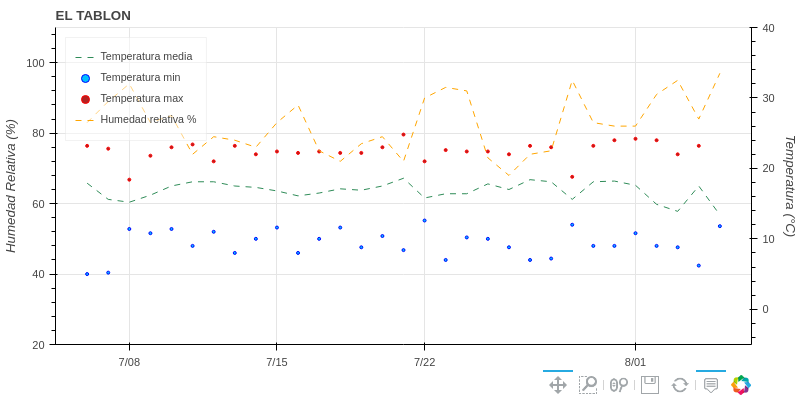 EL TABLON
Temperatura media
Temperatura min
Temperatura max
Humedad relativa %
Humedad Relativa (%)
100
80
60
40
20
40
30
20
10
0
Temperatura (°C)
7/08
7/15
7/22
8/01